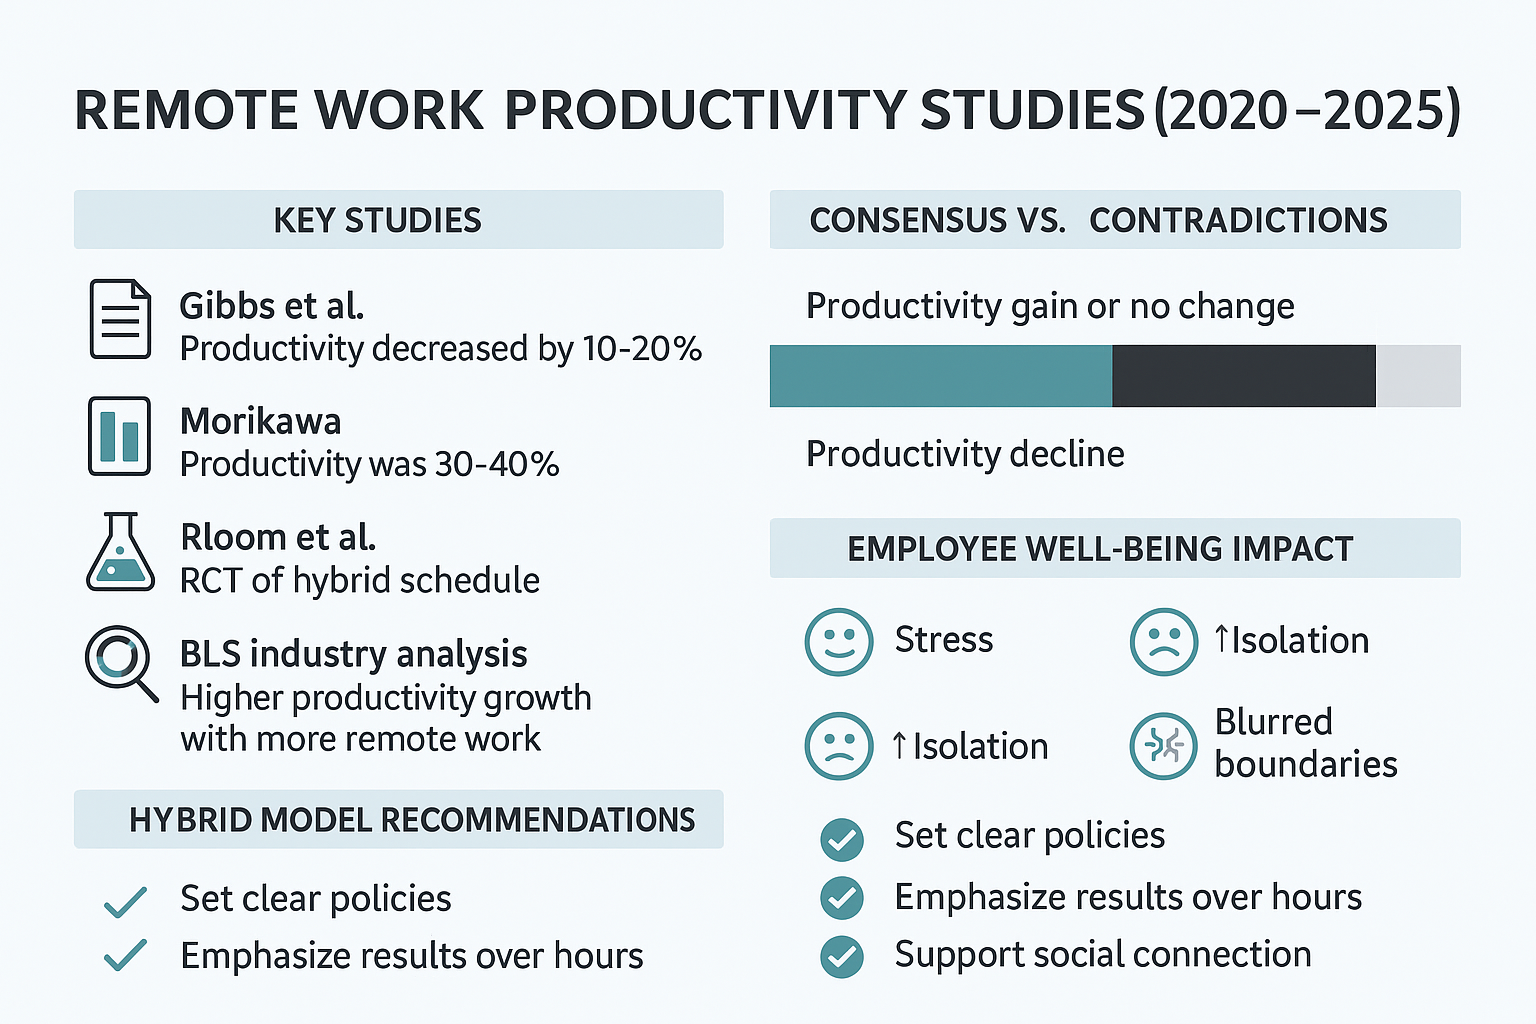 REMOTE WORK PRODUCTIVITY STUDIES (2020–2025)
KEY STUDIES
Gibbs et al.
Productivity decreased by 10-20%
Morikawa
Productivity was 30-40%
Rloom et al.
RCT of hybrid schedule
BLS industry analysis
Higher productivity growth
with more remote work
HYBRID MODEL RECOMMENDATIONS
Set clear policies
Emphasize results over hours
CONSENSUS VS. CONTRADICTIONS
Productivity gain or no change
Productivity decline
EMPLOYEE WELL-BEING IMPACT
Stress
↑Isolation
↑Isolation
Blurred
boundaries
Set clear policies
Emphasize results over hours
Support social connection